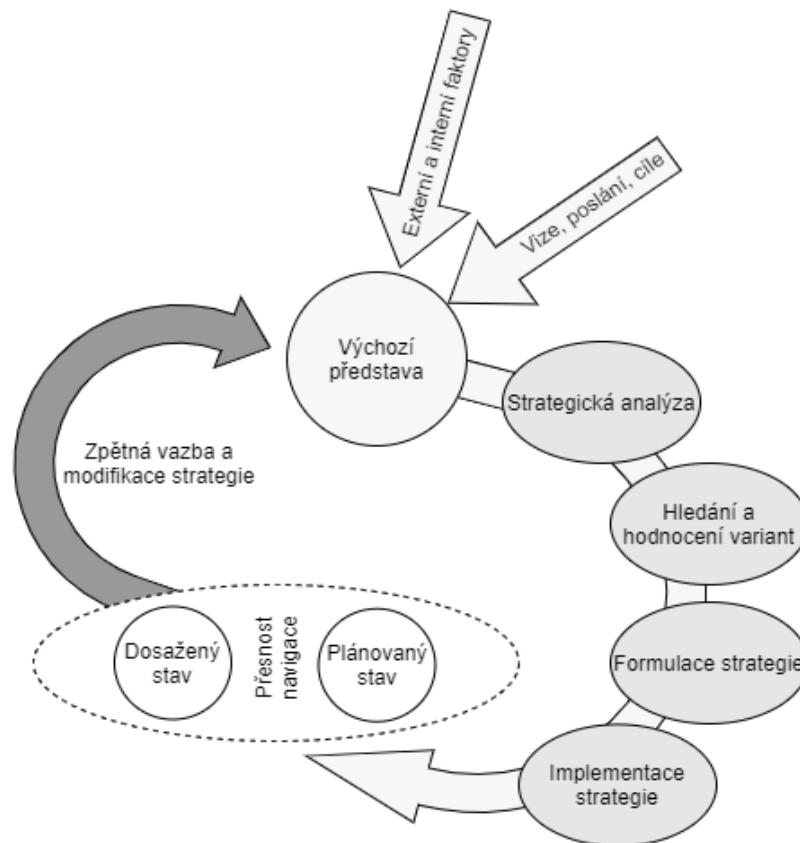 Externí a interní faktory
Vize, poslání, cíle
Výchozí
představa
Strategická analýza
Zpětná vazba a
modifikace strategie
Hledání a
hodnocení variant
Dosažený
stav
Přesnost
navigace
Plánovaný
stav
Formulace strategie
Implementace
strategie